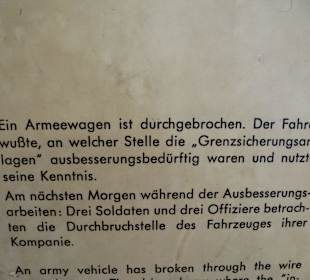 Ein Armeewagen ist durchgebrochen. Der Fahr
wußte, an welcher Stelle die „Grenzsicherungsan
lagen“ ausbesserungsbedürftig waren und nutzt
seine Kenntnis.
Am nächsten Morgen während der Ausbesserungs-
arbeiten: Drei Soldaten und drei Offiziere betrach-
ten die Durchbruchstelle des Fahrzeuges ihrer
Kompanie.
An army vehicle has broken through the wire